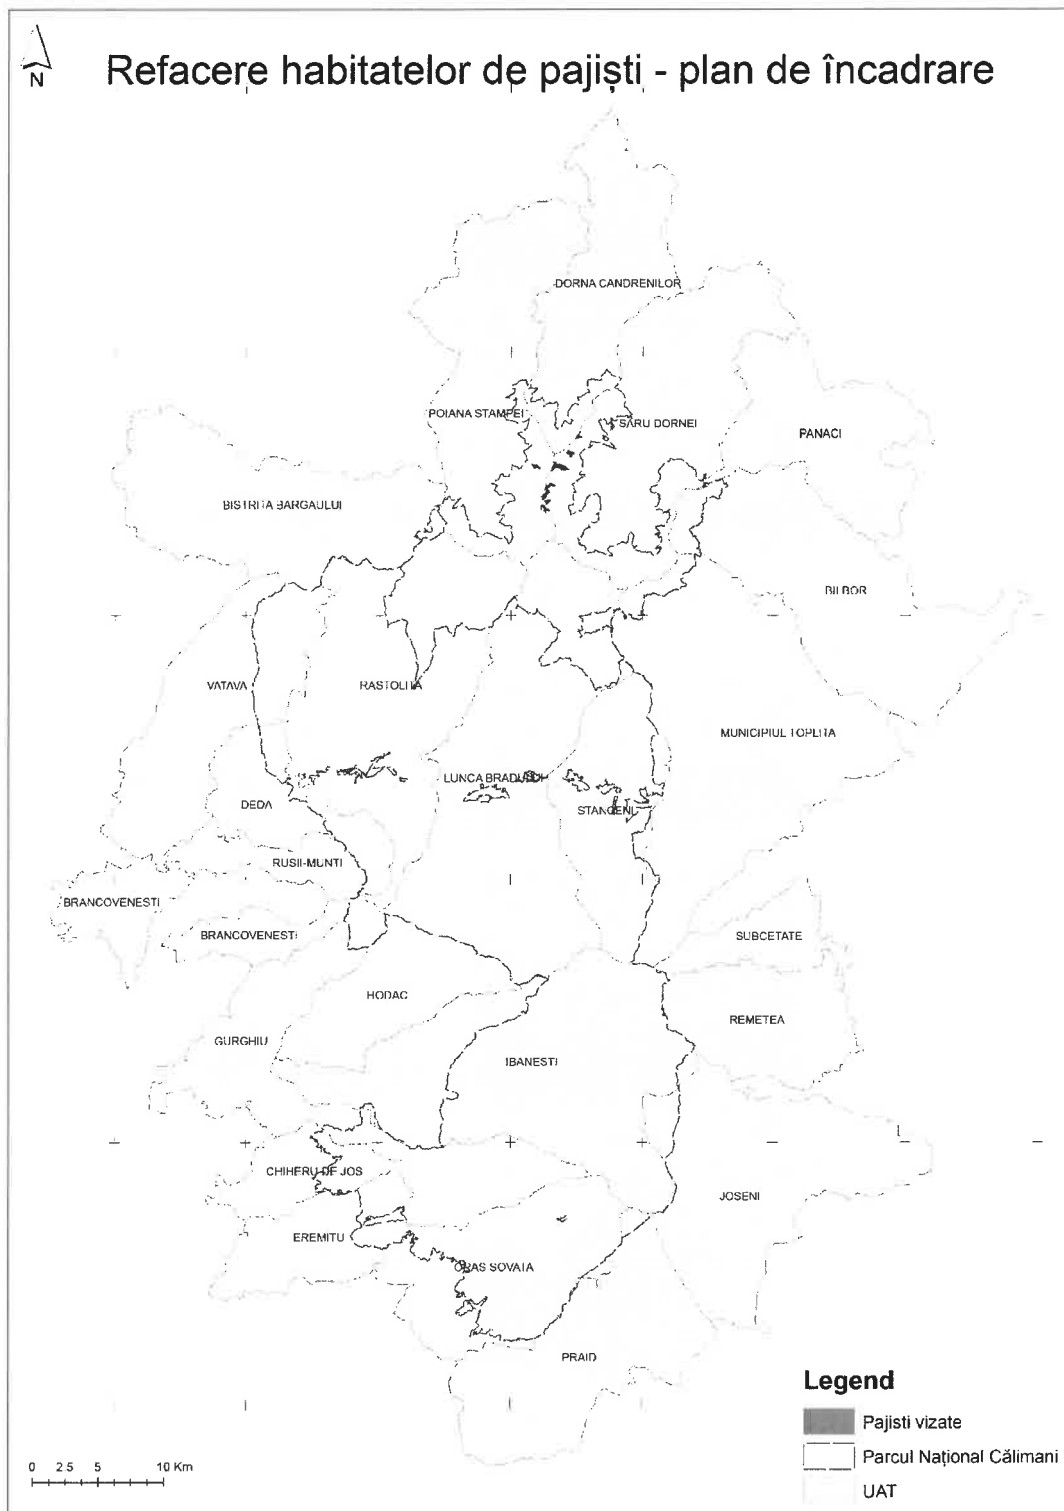 N
Refacere habitatelor de pajiști - plan de încadrare
DORNA CANDRENILOR
POIANA STAMPEI
SARU DORNEI
PANACI
BISTRITA BARGAULUI
BILBOR
VATAVA
RASTOLITA
MUNICIPIUL TOPLITA
LUNCA BRADULUI
DEDA
STANCENI
RUSII-MUNTI
BRANCOVENESTI
BRANCOVENESTI
SUBCETATE
HODAC
REMETEA
GURGHIU
IBANESTI
CHIHERU DE JOS
JOSENI
EREMITU
ORAS SOVATA
PRAID
Legend
Pajisti vizate
Parcul Național Călimani
UAT
0 2.5 5 10 Km